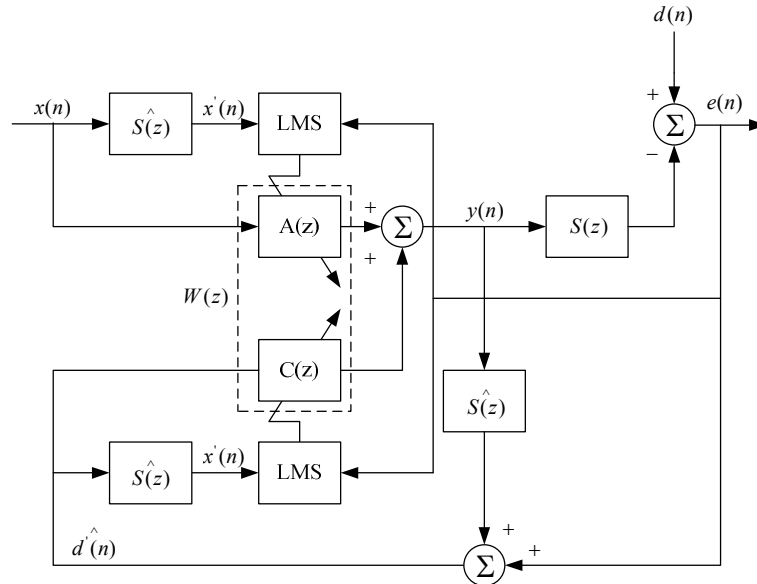 d(n)
x(n)
^
S(z)
x'(n)
LMS
+
e(n)
Σ
−
A(z)
+
Σ
y(n)
S(z)
+
W(z)
C(z)
^
S(z)
^
S(z)
x'(n)
LMS
^
d'(n)
+
+
Σ